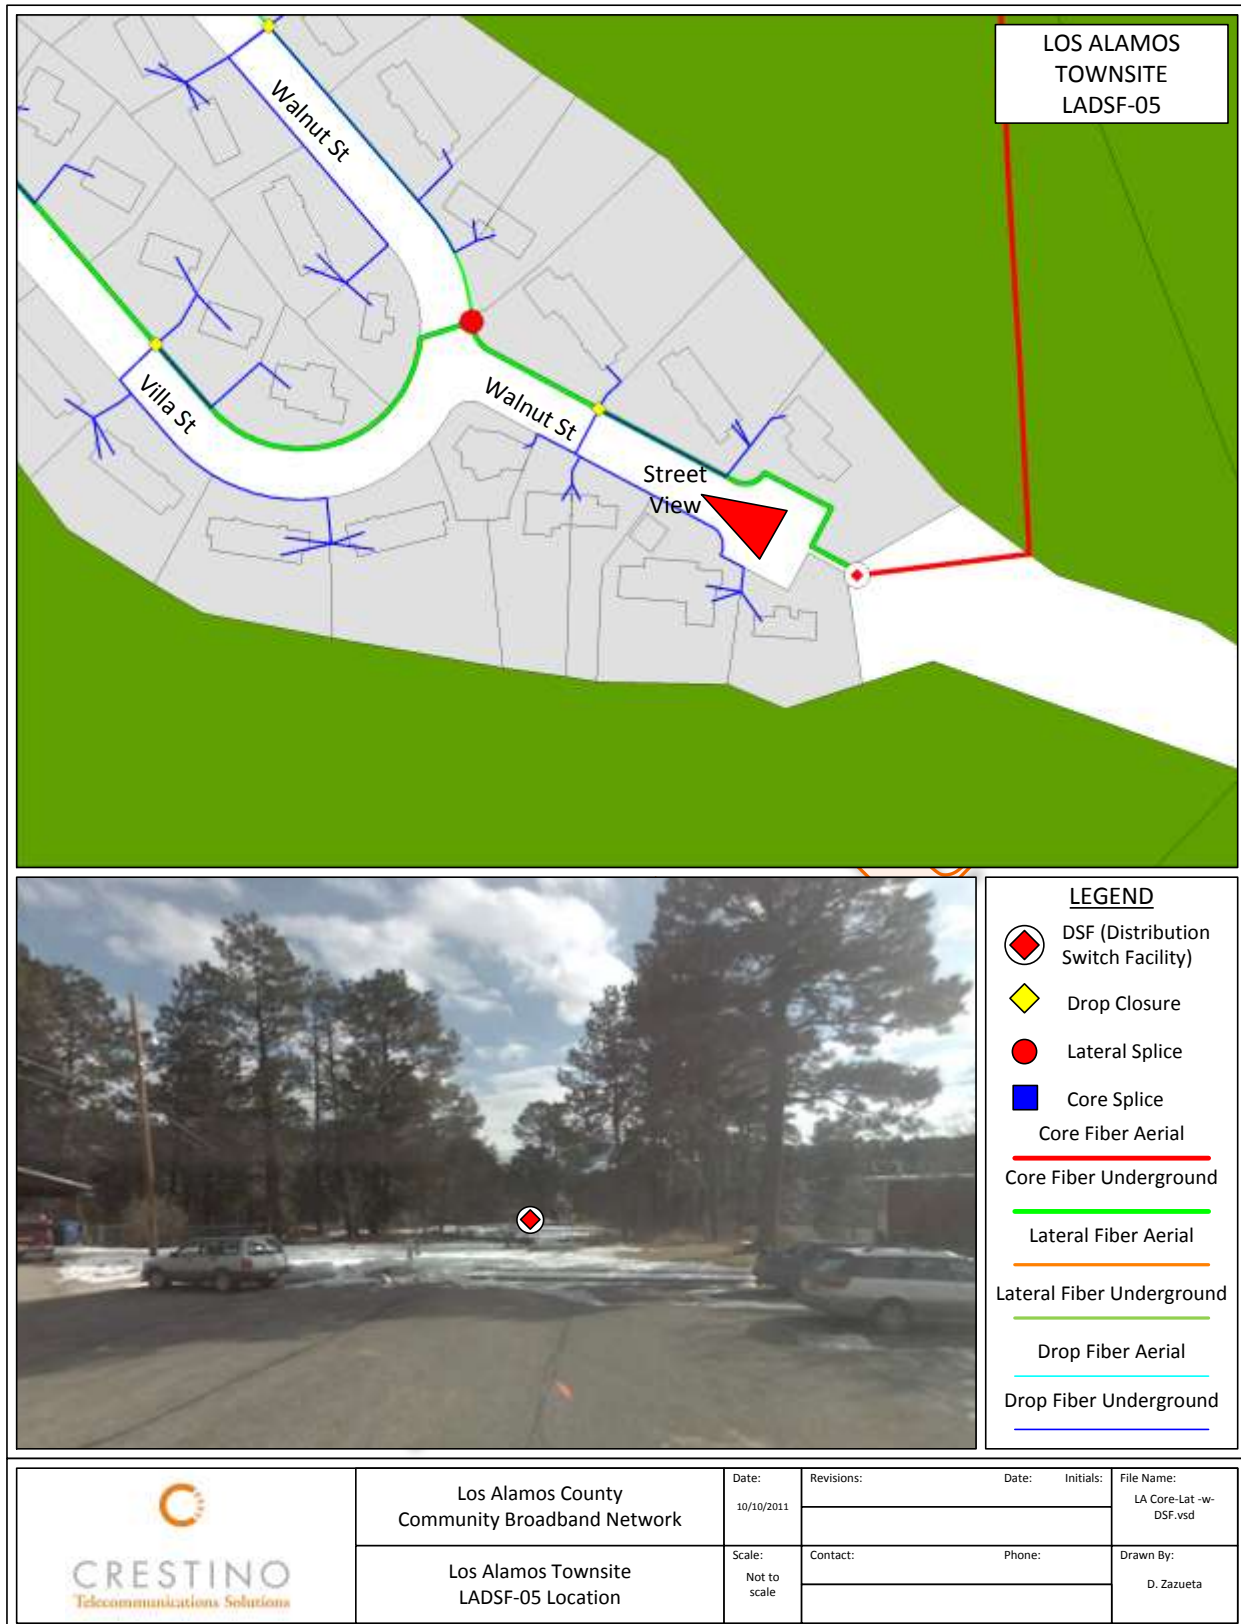 LOS ALAMOS
TOWNSITE
LADSF-05
Walnut St
Villa St
Walnut St
Street
View
LEGEND
DSF (Distribution
Switch Facility)
Drop Closure
Lateral Splice
Core Splice
Core Fiber Aerial
Core Fiber Underground
Lateral Fiber Aerial
Lateral Fiber Underground
Drop Fiber Aerial
Drop Fiber Underground
CRESTINO
Telecommunications Solutions
Los Alamos County
Community Broadband Network
Los Alamos Townsite
LADSF-05 Location
Date:
10/10/2011
Revisions: Date: Initials:
File Name:
LA Core-Lat -w-
DSF.vsd
Scale:
Not to
scale
Contact: Phone:
Drawn By:
D. Zazueta